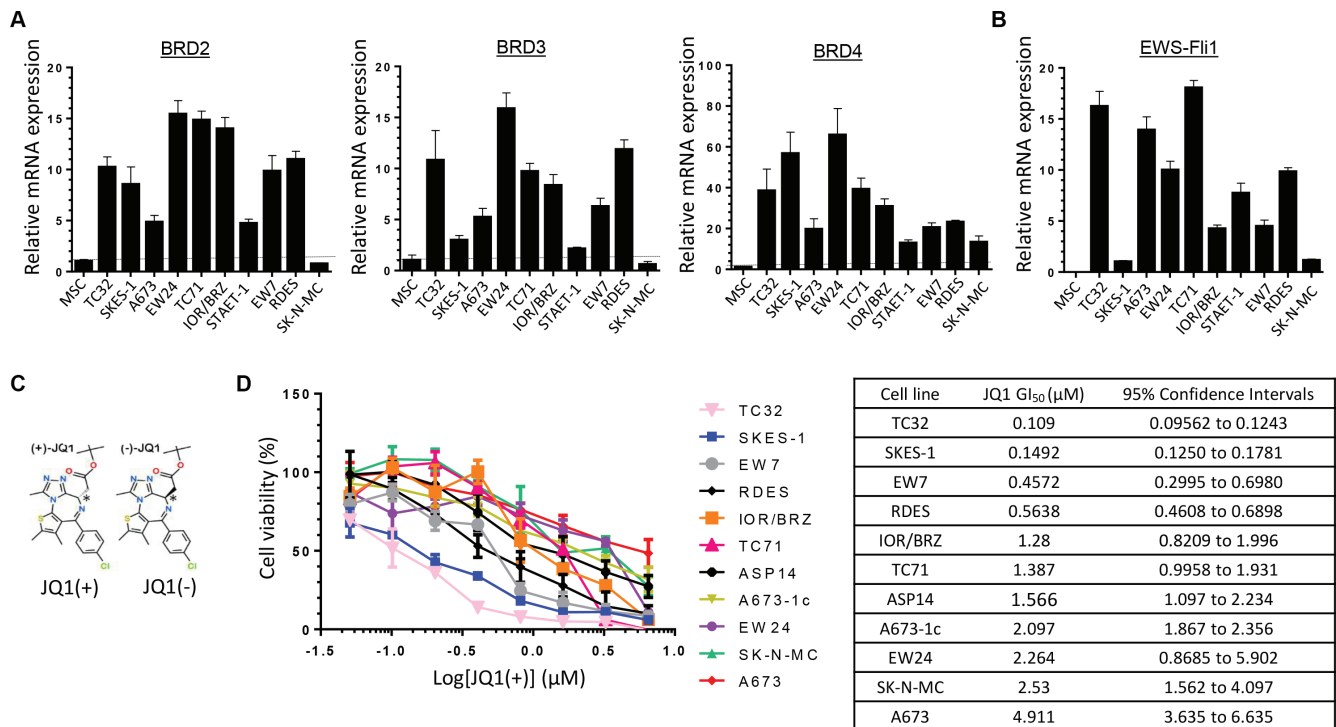 A
BRD2
Relative mRNA expression
20
15
10
5
0
MSC
TC32
SKES-1
A673
EW24
TC71
IOR/BRZ
STAET-1
EW7
RDES
SK-N-MC
BRD3
Relative mRNA expression
20
15
10
5
0
MSC
TC32
SKES-1
A673
EW24
TC71
IOR/BRZ
STAET-1
EW7
RDES
SK-N-MC
BRD4
Relative mRNA expression
100
80
60
40
20
0
MSC
TC32
SKES-1
A673
EW24
TC71
IOR/BRZ
STAET-1
EW7
RDES
SK-N-MC
B
EWS-Fli1
Relative mRNA expression
20
15
10
5
0
MSC
TC32
SKES-1
A673
EW24
TC71
IOR/BRZ
STAET-1
EW7
RDES
SK-N-MC
C
(+)-JQ1
O
O
N N
N
N
S
*
Cl
JQ1(+)
(-)-JQ1
O
O
N N
N
N
S
*
Cl
JQ1(-)
D
Cell viability (%)
150
100
50
0
-1.5 -1.0 -0.5 0.0 0.5 1.0
Log[JQ1(+)] (μM)
TC32
SKES-1
EW7
RDES
IOR/BRZ
TC71
ASP14
A673-1c
EW24
SK-N-MC
A673
Cell line JQ1 GI50 (μM) 95% Confidence Intervals
TC32 0.109 0.09562 to 0.1243
SKES-1 0.1492 0.1250 to 0.1781
EW7 0.4572 0.2995 to 0.6980
RDES 0.5638 0.4608 to 0.6898
IOR/BRZ 1.28 0.8209 to 1.996
TC71 1.387 0.9958 to 1.931
ASP14 1.566 1.097 to 2.234
A673-1c 2.097 1.867 to 2.356
EW24 2.264 0.8685 to 5.902
SK-N-MC 2.53 1.562 to 4.097
A673 4.911 3.635 to 6.635